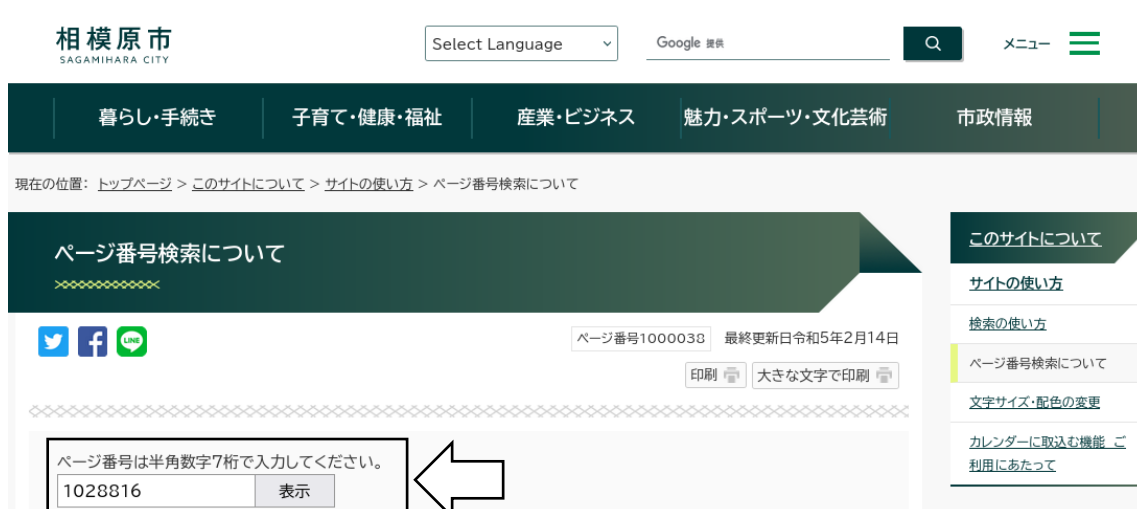 相模原市
SAGAMIHARA CITY
Select Language
Google 提供
メニュー
暮らし・手続き
子育て・健康・福祉
産業・ビジネス
魅力・スポーツ・文化芸術
市政情報
現在の位置： トップページ > このサイトについて > サイトの使い方 > ページ番号検索について
ページ番号検索について
LINE
ページ番号1000038 最終更新日令和5年2月14日
印刷 大きな文字で印刷
ページ番号は半角数字7桁で入力してください。
1028816 表示
このサイトについて
サイトの使い方
検索の使い方
ページ番号検索について
文字サイズ・配色の変更
カレンダーに取込む機能 ご
利用にあたって